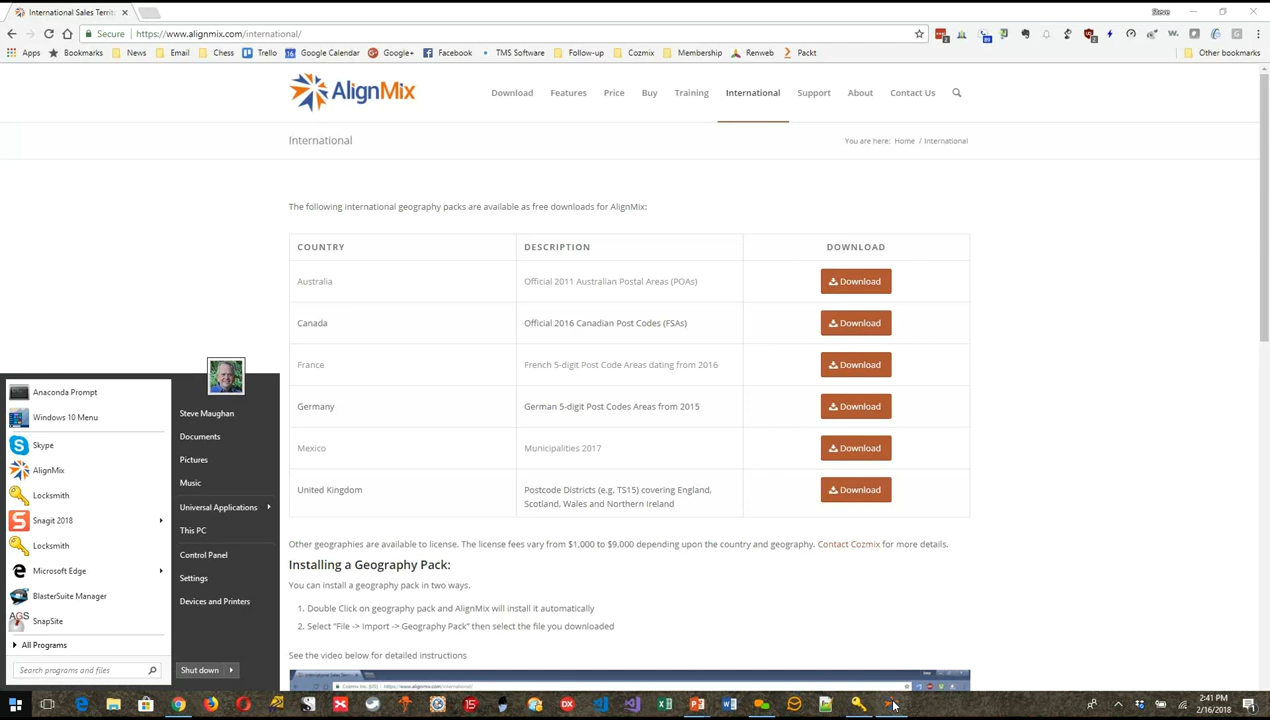 International Sales Territ
Steve
Secure
https://www.alignmix.com/international/
Apps
Bookmarks
News
Email
Chess
Trello
Google Calendar
Google+
Facebook
TMS Software
Follow-up
Cozmix
Membership
Renweb
Packt
Other bookmarks
AlignMix
Download
Features
Price
Buy
Training
International
Support
About
Contact Us
International
You are here: Home / International
The following international geography packs are available as free downloads for AlignMix:
COUNTRY DESCRIPTION DOWNLOAD
Australia Official 2011 Australian Postal Areas (POAs) Download
Canada Official 2016 Canadian Post Codes (FSAs) Download
France French 5-digit Post Code Areas dating from 2016 Download
Germany German 5-digit Post Codes Areas from 2015 Download
Mexico Municipalities 2017 Download
United Kingdom Postcode Districts (e.g. TS15) covering England, Download
Scotland, Wales and Northern Ireland
Other geographies are available to license. The license fees vary from $1,000 to $9,000 depending upon the country and geography. Contact Cozmix for more details.
Installing a Geography Pack:
You can install a geography pack in two ways.
1. Double Click on geography pack and AlignMix will install it automatically
2. Select "File -> Import -> Geography Pack" then select the file you downloaded
See the video below for detailed instructions
Anaconda Prompt
Windows 10 Menu
Skype
AlignMix
Locksmith
Snagit 2018
Locksmith
Microsoft Edge
BlasterSuite Manager
SnapSite
All Programs
Search programs and files
Steve Maughan
Documents
Pictures
Music
Universal Applications
This PC
Control Panel
Settings
Devices and Printers
Shut down
2:41 PM
2/16/2018